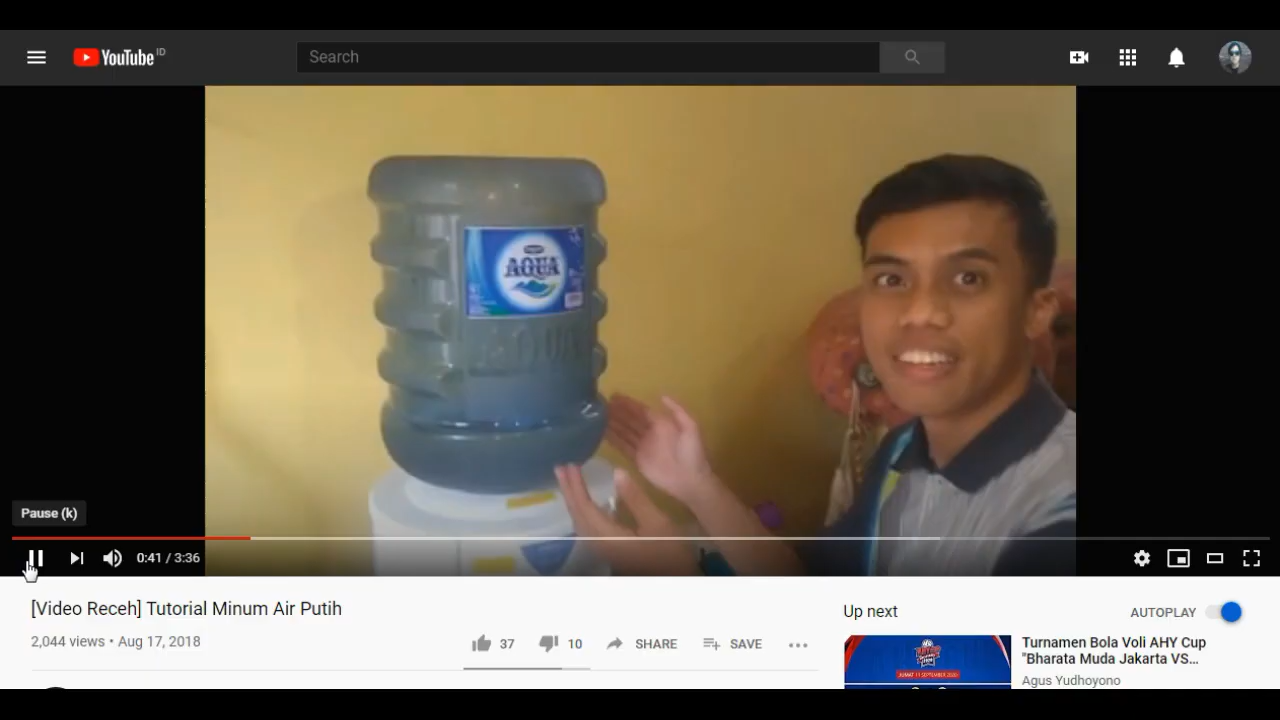 YouTube ID
Search
AQUA
AQUA
Pause (k)
0:41 / 3:36
[Video Receh] Tutorial Minum Air Putih
2,044 views • Aug 17, 2018
37
10
SHARE
SAVE
Up next
AUTOPLAY
Turnamen Bola Voli AHY Cup
"Bharata Muda Jakarta VS...
Agus Yudhoyono